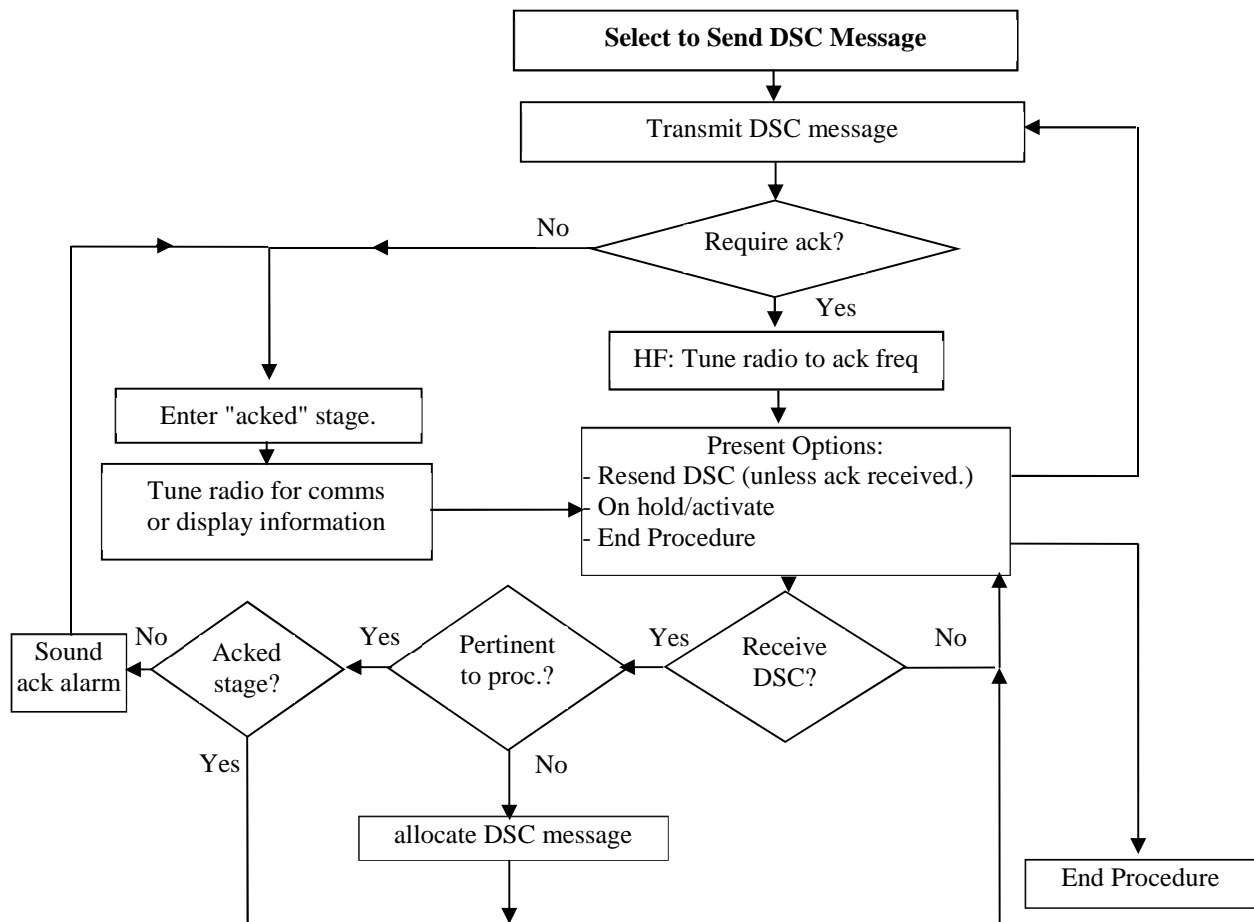 Select to Send DSC Message
Transmit DSC message
No
Require ack?
Yes
HF: Tune radio to ack freq
Enter "acked" stage.
Present Options:
- Resend DSC (unless ack received.)
- On hold/activate
- End Procedure
Tune radio for comms
or display information
No
Yes
Yes
No
Sound
ack alarm
Acked
stage?
Pertinent
to proc.?
Receive
DSC?
Yes
No
allocate DSC message
End Procedure